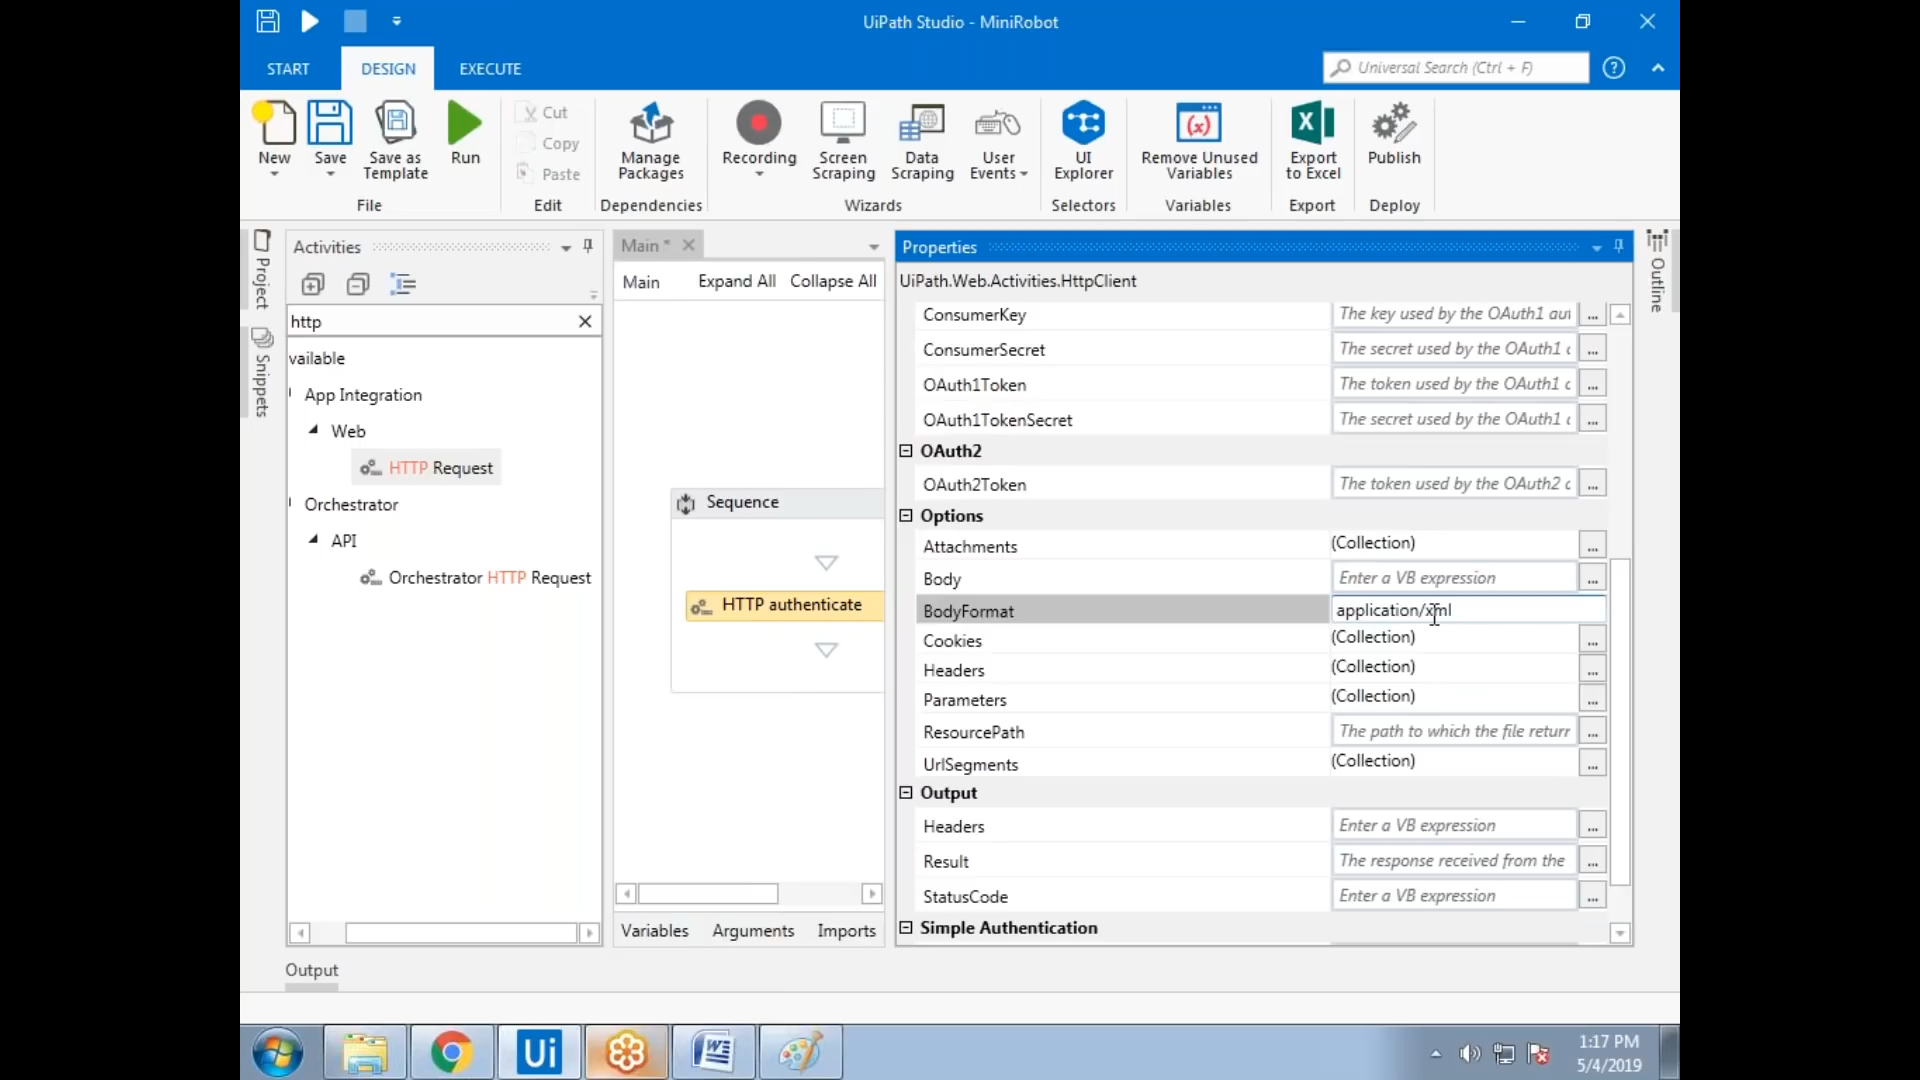 UiPath Studio - MiniRobot
START
DESIGN
EXECUTE
Universal Search (Ctrl + F)
New
Save
Save as
Template
Run
Cut
Copy
Paste
Manage
Packages
Recording
Screen
Scraping
Data
Scraping
User
Events
UI
Explorer
Remove Unused
Variables
Export
to Excel
Publish
File
Edit
Dependencies
Wizards
Selectors
Variables
Export
Deploy
Project
Snippets
Activities
http
vailable
App Integration
Web
HTTP Request
Orchestrator
API
Orchestrator HTTP Request
Main *
Main
Expand All
Collapse All
Sequence
HTTP authenticate
Variables
Arguments
Imports
Properties
UiPath.Web.Activities.HttpClient
ConsumerKey
The key used by the OAuth1 aut
...
ConsumerSecret
The secret used by the OAuth1 c
...
OAuth1Token
The token used by the OAuth1 c
...
OAuth1TokenSecret
The secret used by the OAuth1 c
...
OAuth2
OAuth2Token
The token used by the OAuth2 c
...
Options
Attachments
(Collection)
...
Body
Enter a VB expression
...
BodyFormat
application/xml
Cookies
(Collection)
...
Headers
(Collection)
...
Parameters
(Collection)
...
ResourcePath
The path to which the file returr
...
UrlSegments
(Collection)
...
Output
Headers
Enter a VB expression
...
Result
The response received from the
...
StatusCode
Enter a VB expression
...
Simple Authentication
Outline
Output
Ui
1:17 PM
5/4/2019